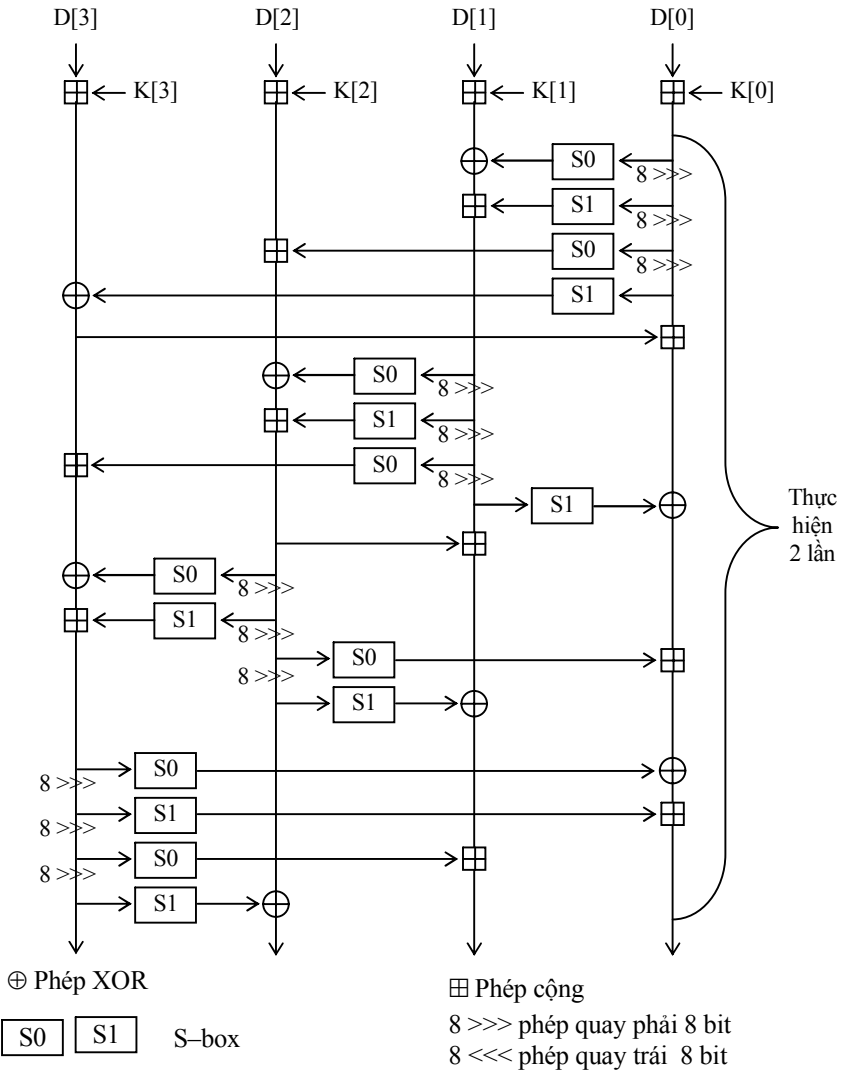 D[3] D[2] D[1] D[0]
K[3] K[2] K[1] K[0]
S0
8 >>>
S1
8 >>>
S0
8 >>>
S1
S0
8 >>>
S1
8 >>>
S0
8 >>>
S1
Thực
hiện
2 lần
S0
8 >>>
S1
8 >>>
S0
8 >>>
S1
S0
8 >>>
S1
8 >>>
S0
8 >>>
S1
⊕ Phép XOR
⊞ Phép cộng
S0 S1 S–box
8 >>> phép quay phải 8 bit
8 <<< phép quay trái 8 bit